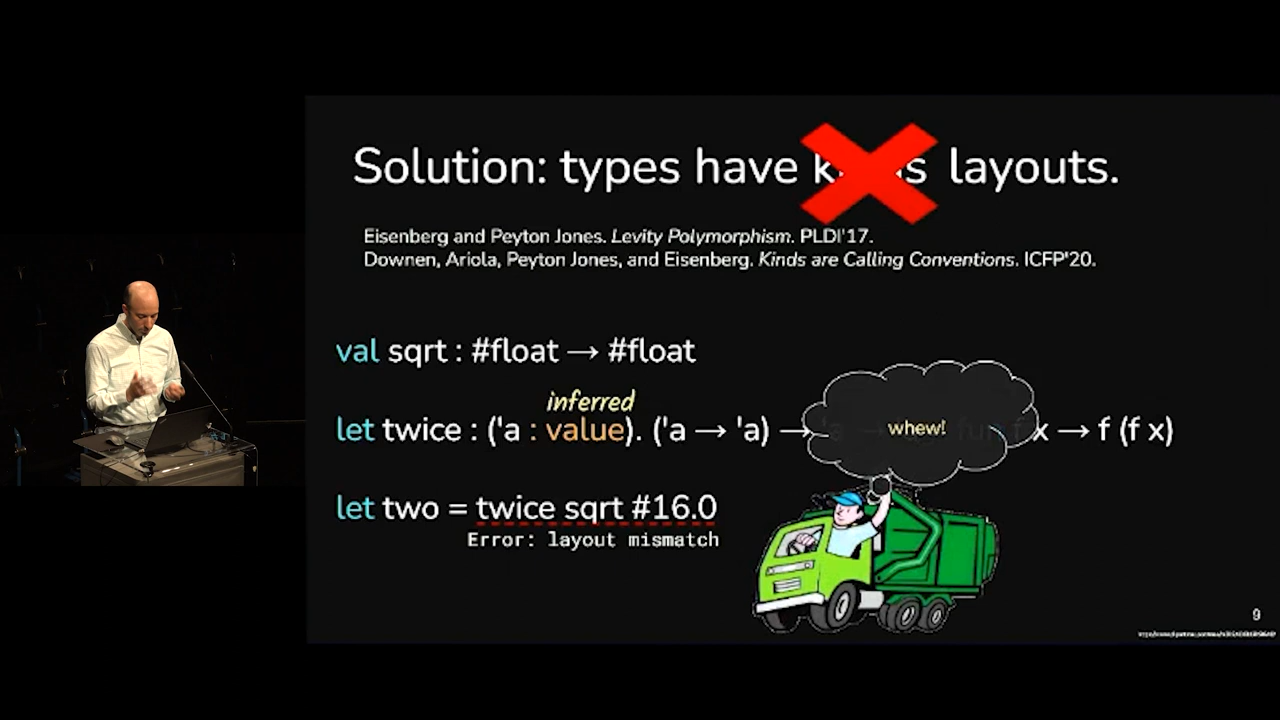 Solution: types have layouts.
Eisenberg and Peyton Jones. Levity Polymorphism. PLDI'17.
Downen, Ariola, Peyton Jones, and Eisenberg. Kinds are Calling Conventions. ICFP'20.
val sqrt : #float → #float
inferred
let twice : ('a : value). ('a → 'a) → 'a → x → f (f x)
whew!
let two = twice sqrt #16.0
Error: layout mismatch
9